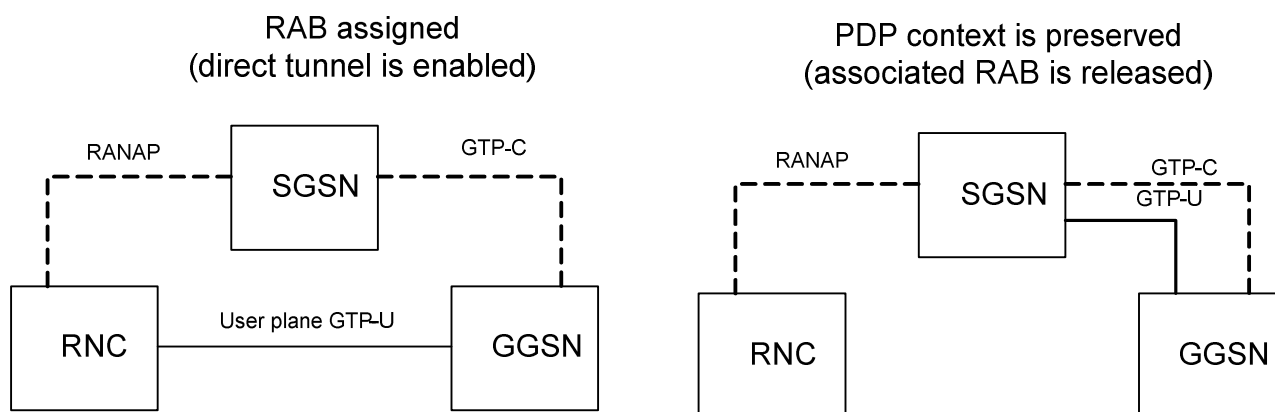 RAB assigned
(direct tunnel is enabled)
RANAP
GTP-C
SGSN
RNC
User plane GTP-U
GGSN
PDP context is preserved
(associated RAB is released)
RANAP
GTP-C
GTP-U
SGSN
RNC
GGSN